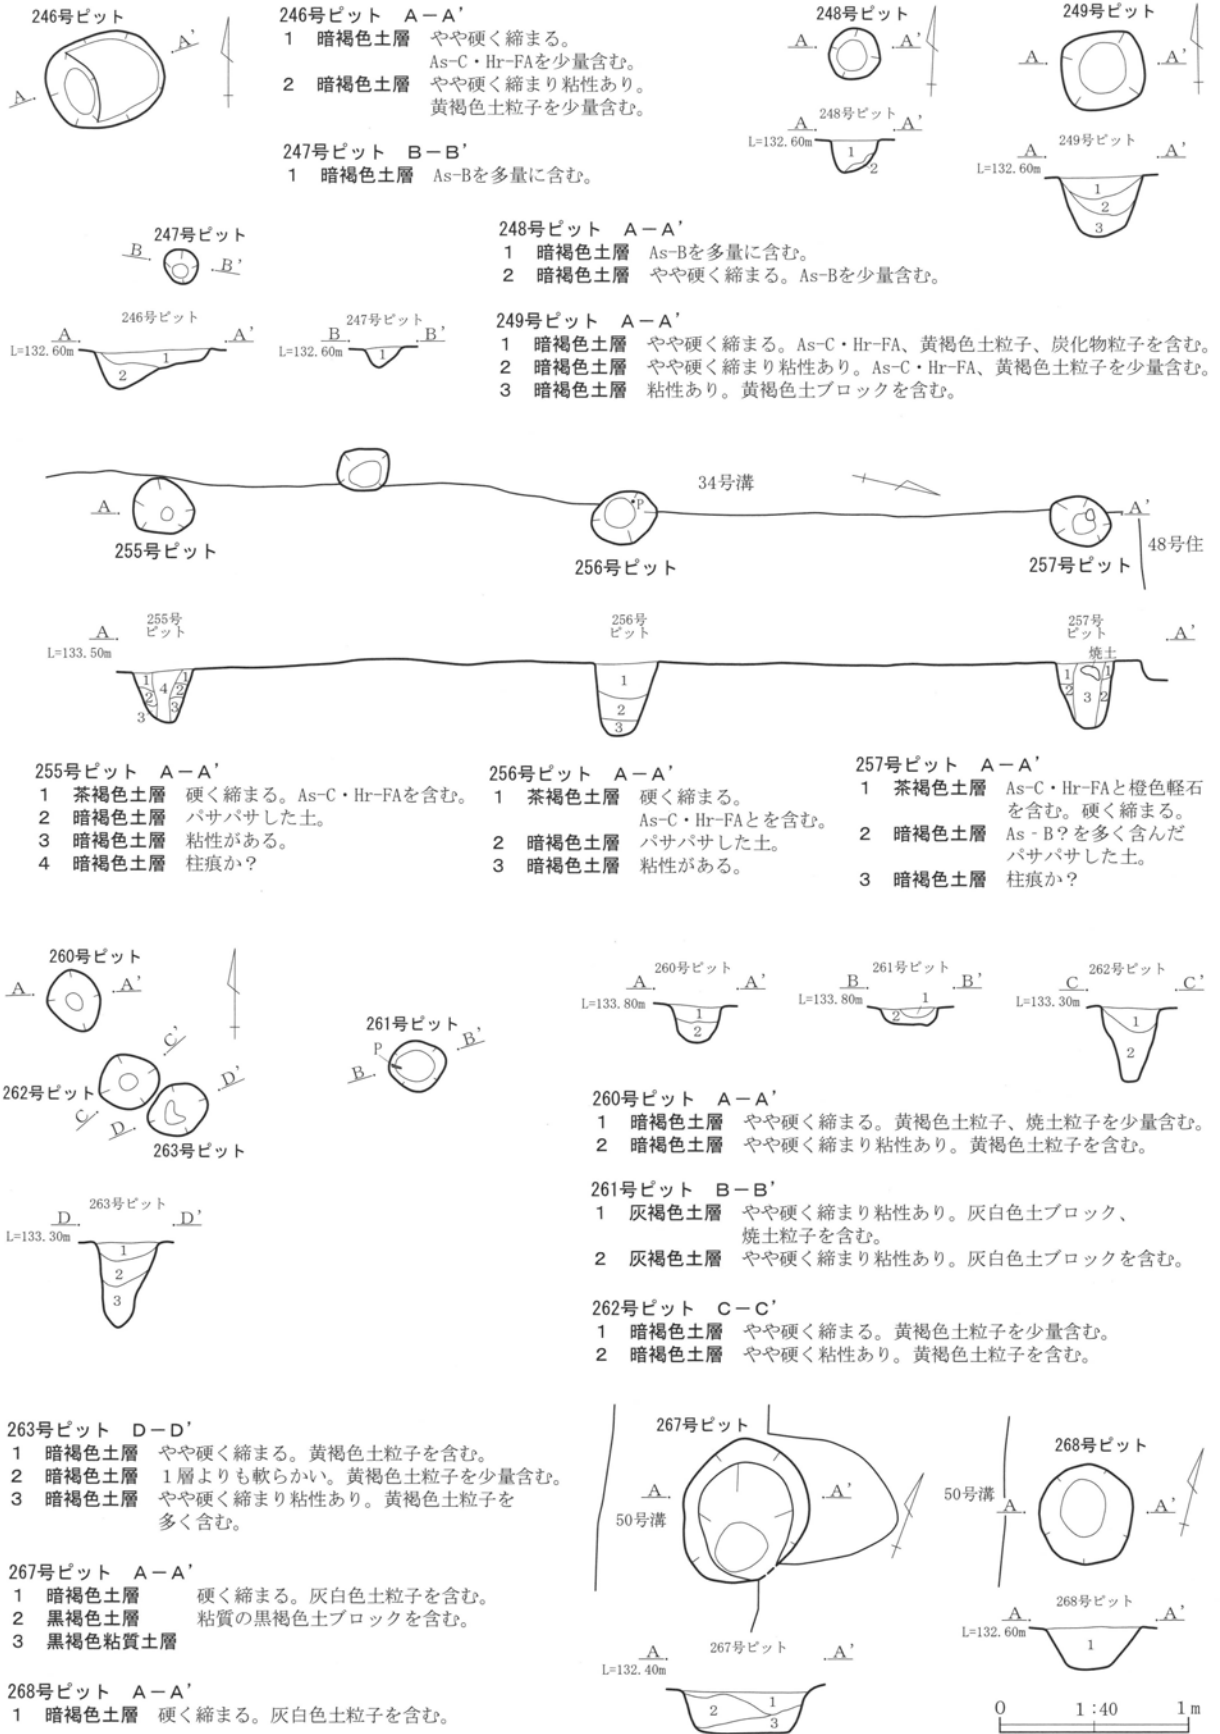 246号ピット
A A'
246号ピット A－A'
1 暗褐色土層 やや硬く締まる。
As-C・Hr-FAを少量含む。
2 暗褐色土層 やや硬く締まり粘性あり。
黄褐色土粒子を少量含む。
247号ピット B－B'
1 暗褐色土層 As-Bを多量に含む。
248号ピット
A A'
248号ピット
A A'
L=132.60m
1
2
249号ピット
A A'
249号ピット
A A'
L=132.60m
1
2
3
247号ピット
B B'
246号ピット
A A'
L=132.60m
1
2
247号ピット
B B'
L=132.60m
1
248号ピット A－A'
1 暗褐色土層 As-Bを多量に含む。
2 暗褐色土層 やや硬く締まる。As-Bを少量含む。
249号ピット A－A'
1 暗褐色土層 やや硬く締まる。As-C・Hr-FA、黄褐色土粒子、炭化物粒子を含む。
2 暗褐色土層 やや硬く締まり粘性あり。As-C・Hr-FA、黄褐色土粒子を少量含む。
3 暗褐色土層 粘性あり。黄褐色土ブロックを含む。
34号溝
A P A'
255号ピット
256号ピット
257号ピット
48号住
255号
ピット
256号
ピット
257号
ピット
A A'
L=133.50m
焼土
1 4 1
2 2
3 3
1
2
3
1 1
2 3 2
255号ピット A－A'
1 茶褐色土層 硬く締まる。As-C・Hr-FAを含む。
2 暗褐色土層 パサパサした土。
3 暗褐色土層 粘性がある。
4 暗褐色土層 柱痕か？
256号ピット A－A'
1 茶褐色土層 硬く締まる。
As-C・Hr-FAとを含む。
2 暗褐色土層 パサパサした土。
3 暗褐色土層 粘性がある。
257号ピット A－A'
1 茶褐色土層 As-C・Hr-FAと橙色軽石
を含む。硬く締まる。
2 暗褐色土層 As‐B？を多く含んだ
パサパサした土。
3 暗褐色土層 柱痕か？
260号ピット
A A'
262号ピット
C C'
263号ピット
D D'
261号ピット
P
B B'
260号ピット
A A'
L=133.80m
1
2
261号ピット
B B'
L=133.80m
1
2
262号ピット
C C'
L=133.30m
1
2
263号ピット
D D'
L=133.30m
1
2
3
260号ピット A－A'
1 暗褐色土層 やや硬く締まる。黄褐色土粒子、焼土粒子を少量含む。
2 暗褐色土層 やや硬く締まり粘性あり。黄褐色土粒子を含む。
261号ピット B－B'
1 灰褐色土層 やや硬く締まり粘性あり。灰白色土ブロック、
焼土粒子を含む。
2 灰褐色土層 やや硬く締まり粘性あり。灰白色土ブロックを含む。
262号ピット C－C'
1 暗褐色土層 やや硬く締まる。黄褐色土粒子を少量含む。
2 暗褐色土層 やや硬く粘性あり。黄褐色土粒子を含む。
263号ピット D－D'
1 暗褐色土層 やや硬く締まる。黄褐色土粒子を含む。
2 暗褐色土層 １層よりも軟らかい。黄褐色土粒子を少量含む。
3 暗褐色土層 やや硬く締まり粘性あり。黄褐色土粒子を
多く含む。
267号ピット A－A'
1 暗褐色土層 硬く締まる。灰白色土粒子を含む。
2 黒褐色土層 粘質の黒褐色土ブロックを含む。
3 黒褐色粘質土層
268号ピット A－A'
1 暗褐色土層 硬く締まる。灰白色土粒子を含む。
267号ピット
A A'
50号溝
267号ピット
A A'
L=132.40m
2 1
3
268号ピット
50号溝
A A'
268号ピット
A A'
L=132.60m
1
0 1:40 1m